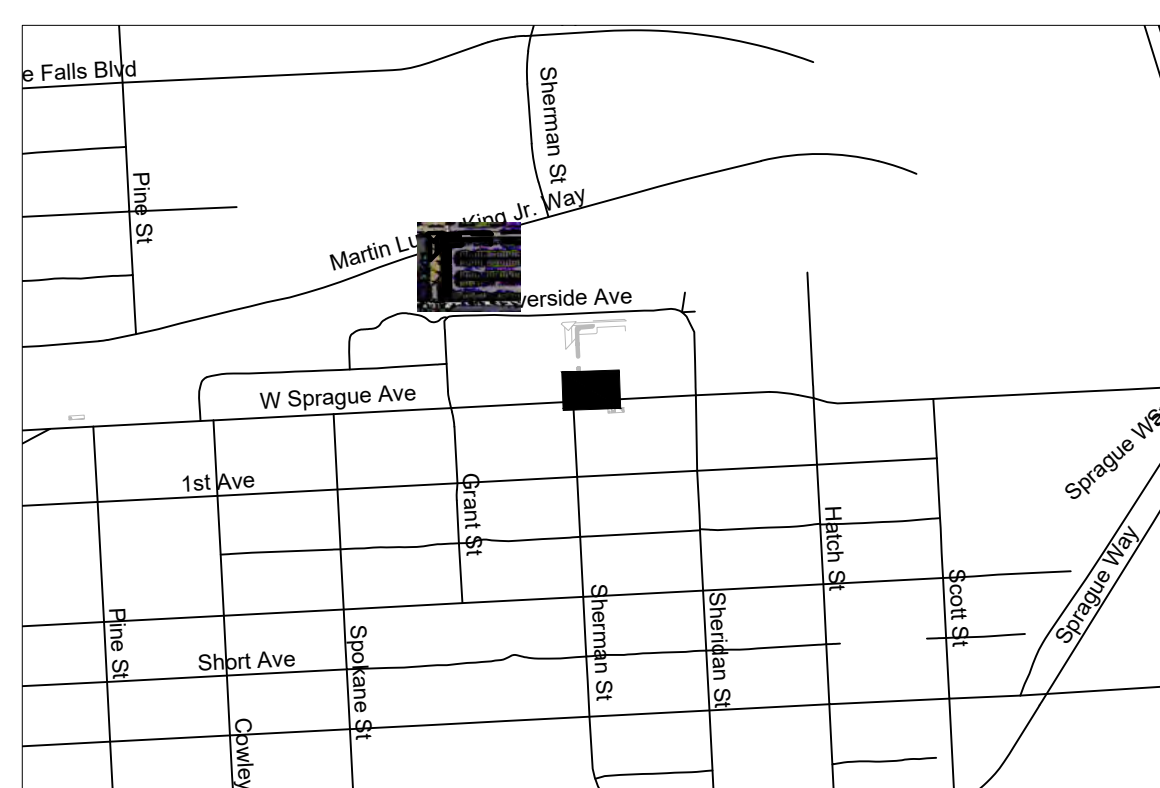 e Falls Blvd
Sherman St
Pine St
King Jr. Way
Martin Lu
verside Ave
W Sprague Ave
Sprague Wa
1st Ave
Grant St
Hatch St
Sprague Way
Scott St
Pine St
Sherman St
Sheridan St
Spokane St
Short Ave
Cowley